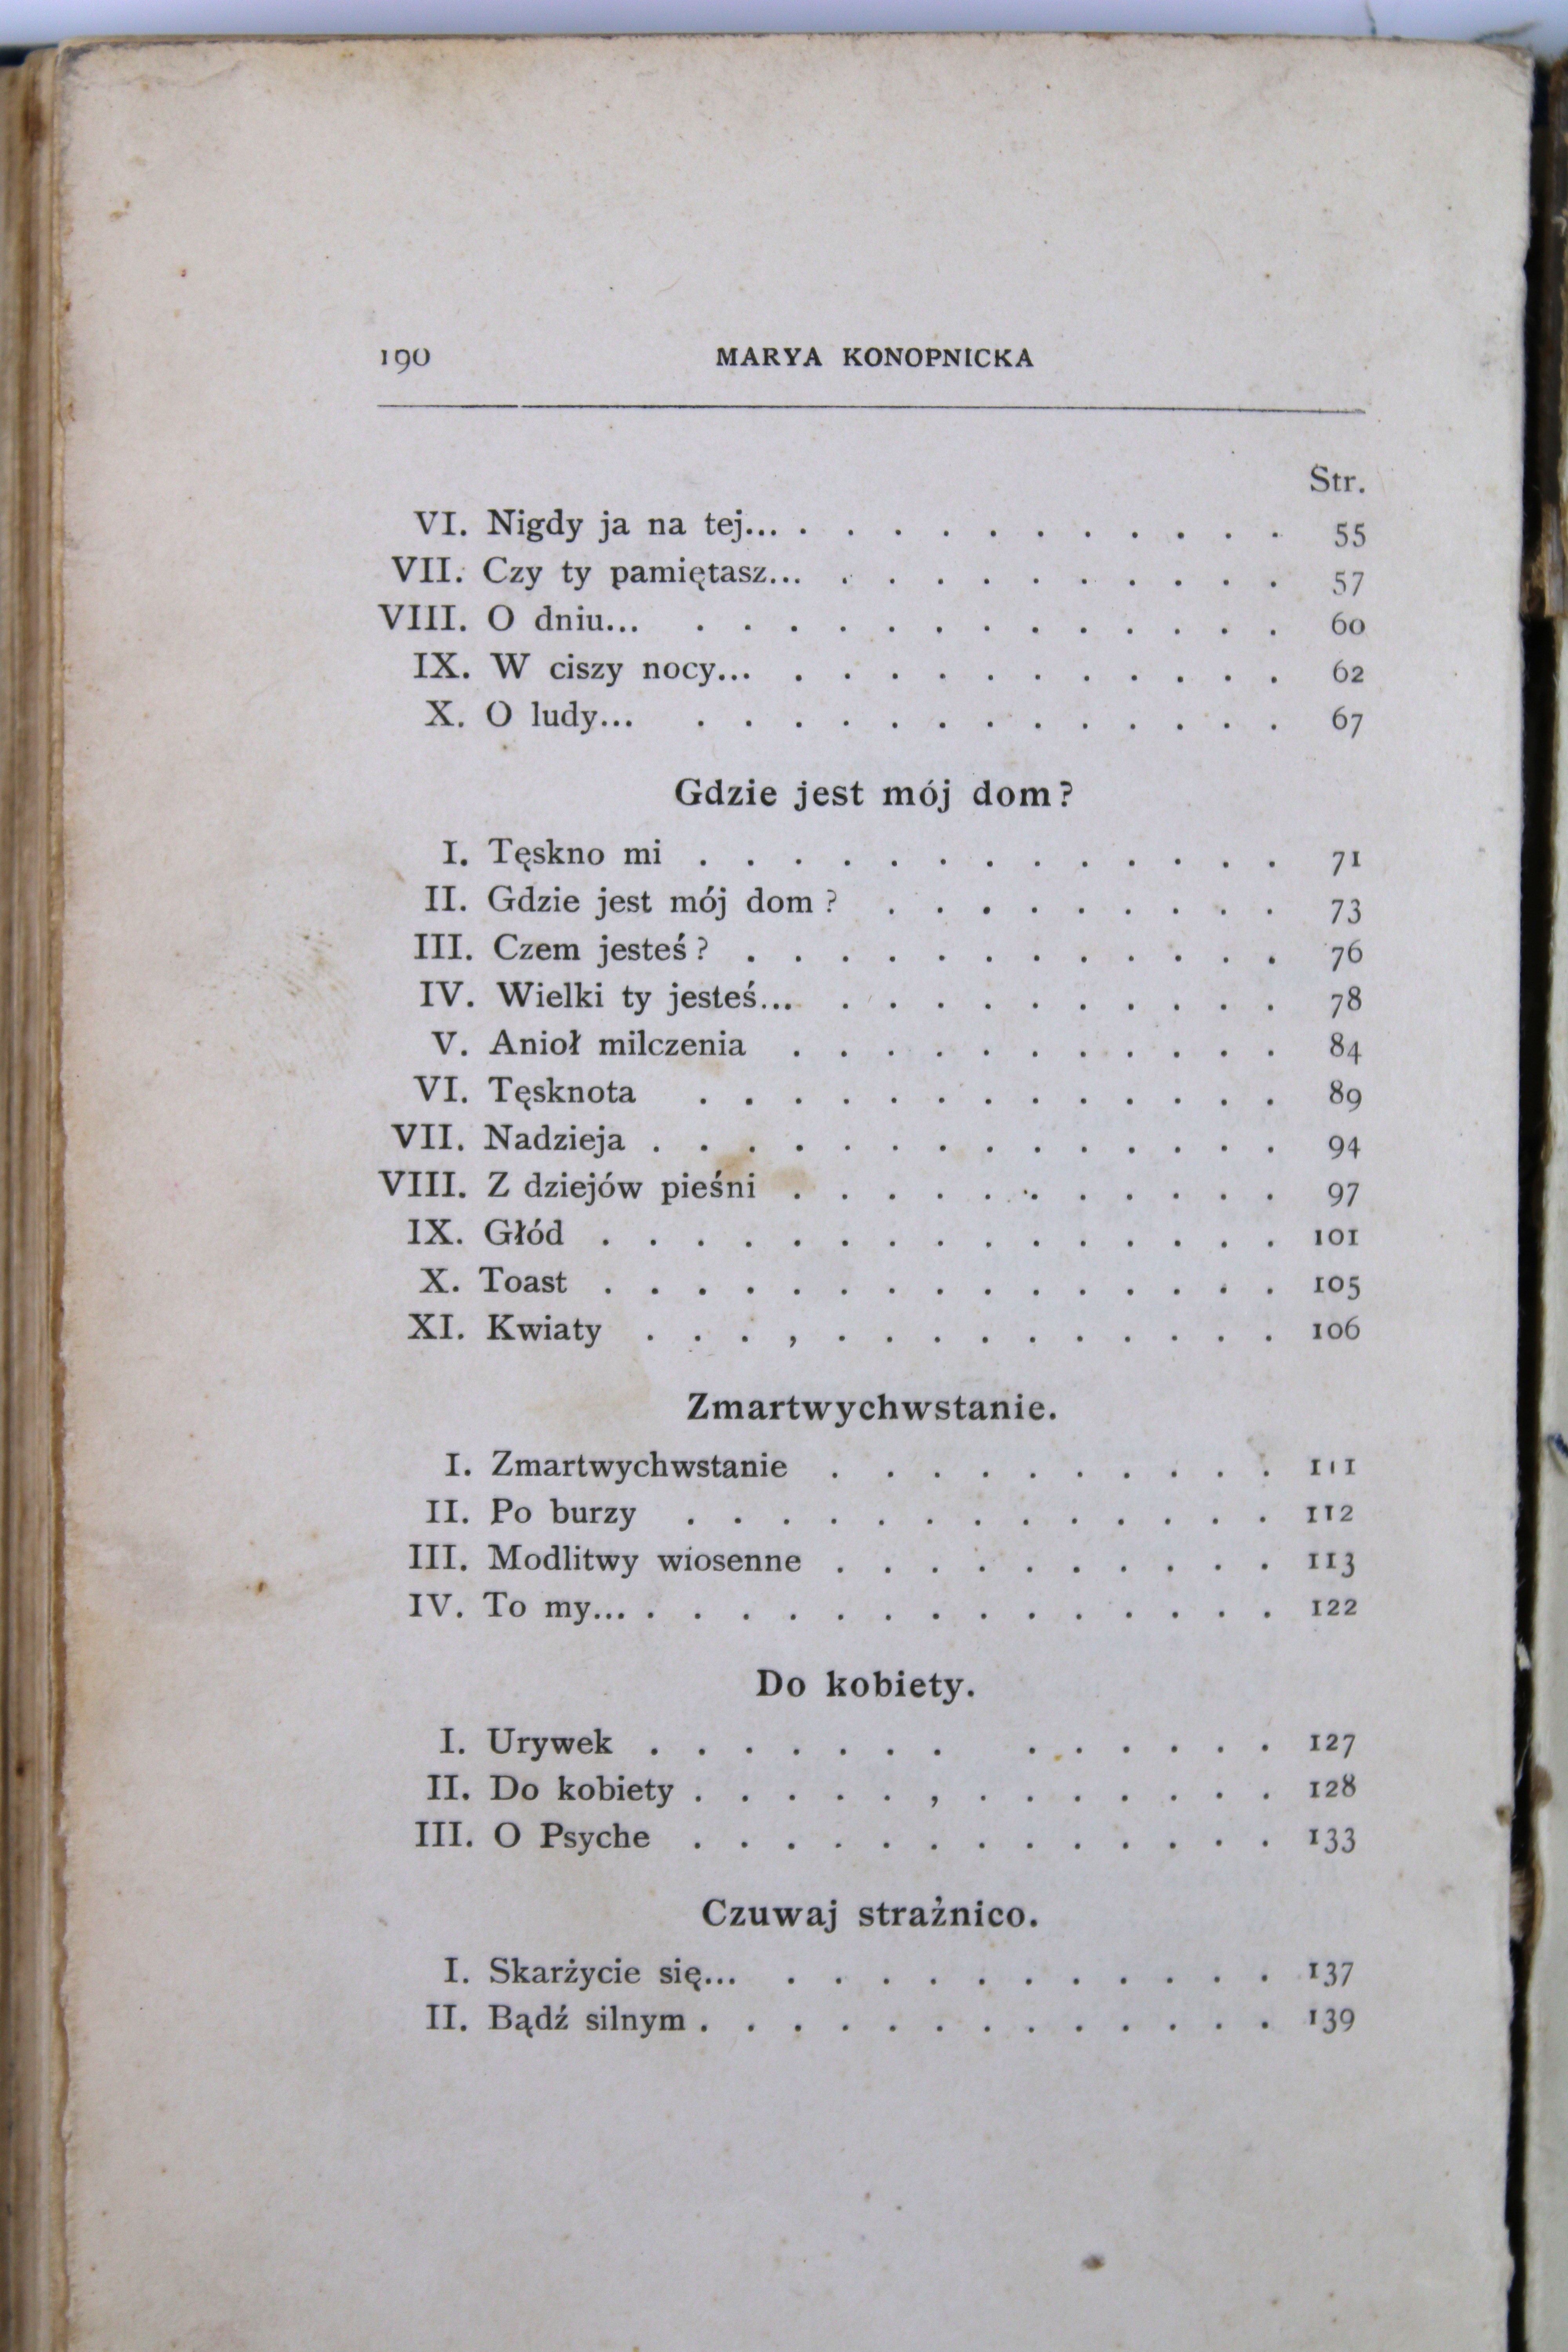 190 MARYA KONOPNICKA
Str.
VI. Nigdy ja na tej... . . . . . . . . . . . 55
VII. Czy ty pamiętasz... . . . . . . . . . . 57
VIII. O dniu... . . . . . . . . . . . . . 60
IX. W ciszy nocy... . . . . . . . . . . . 62
X. O ludy... . . . . . . . . . . . . . 67
Gdzie jest mój dom?
I. Tęskno mi . . . . . . . . . . . . . 71
II. Gdzie jest mój dom ? . . . . . . . . . 73
III. Czem jesteś ? . . . . . . . . . . . . 76
IV. Wielki ty jesteś... . . . . . . . . . . 78
V. Anioł milczenia . . . . . . . . . . . 84
VI. Tęsknota . . . . . . . . . . . . . 89
VII. Nadzieja . . . . . . . . . . . . . . 94
VIII. Z dziejów pieśni . . . . . . . . . . . 97
IX. Głód . . . . . . . . . . . . . . . 101
X. Toast . . . . . . . . . . . . . . . 105
XI. Kwiaty . . . , . . . . . . . . . . 106
Zmartwychwstanie.
I. Zmartwychwstanie . . . . . . . . . . 111
II. Po burzy . . . . . . . . . . . . . 112
III. Modlitwy wiosenne . . . . . . . . . . 113
IV. To my... . . . . . . . . . . . . . . 122
Do kobiety.
I. Urywek . . . . . . . . . . . . . 127
II. Do kobiety . . . . . , . . . . . . . 128
III. O Psyche . . . . . . . . . . . . . 133
Czuwaj strażnico.
I. Skarżycie się... . . . . . . . . . . . 137
II. Bądź silnym . . . . . . . . . . . . . 139